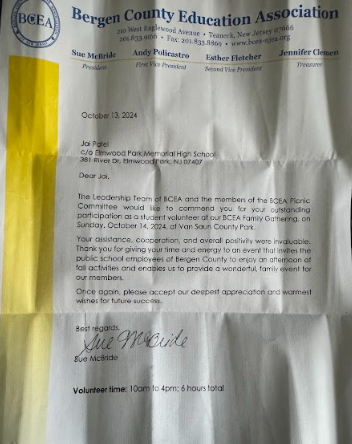 BCEA
Bergen County Education Association
210 West Englewood Avenue • Teaneck, New Jersey 07666
201.833.9166 • Fax: 201.833.8800 • www.bcea-njea.org
Sue McBride Andy Policastro Esther Fletcher Jennifer Clemen
President First Vice President Second Vice President Treasurer
October 13, 2024
Jai Patel
c/o Elmwood Park Memorial High School
381 River Dr, Elmwood Park, NJ 07407
Dear Jai,
The Leadership Team of BCEA and the members of the BCEA Picnic
Committee would like to commend you for your outstanding
participation as a student volunteer at our BCEA Family Gathering, on
Sunday, October 14, 2024, at Van Saun County Park.
Your assistance, cooperation, and overall positivity were invaluable.
Thank you for giving your time and energy to an event that invites the
public school employees of Bergen County to enjoy an afternoon of
fall activities and enables us to provide a wonderful, family event for
our members.
Once again, please accept our deepest appreciation and warmest
wishes for future success.
Best regards,
Sue McBride
Sue McBride
Volunteer time: 10am to 4pm; 6 hours total